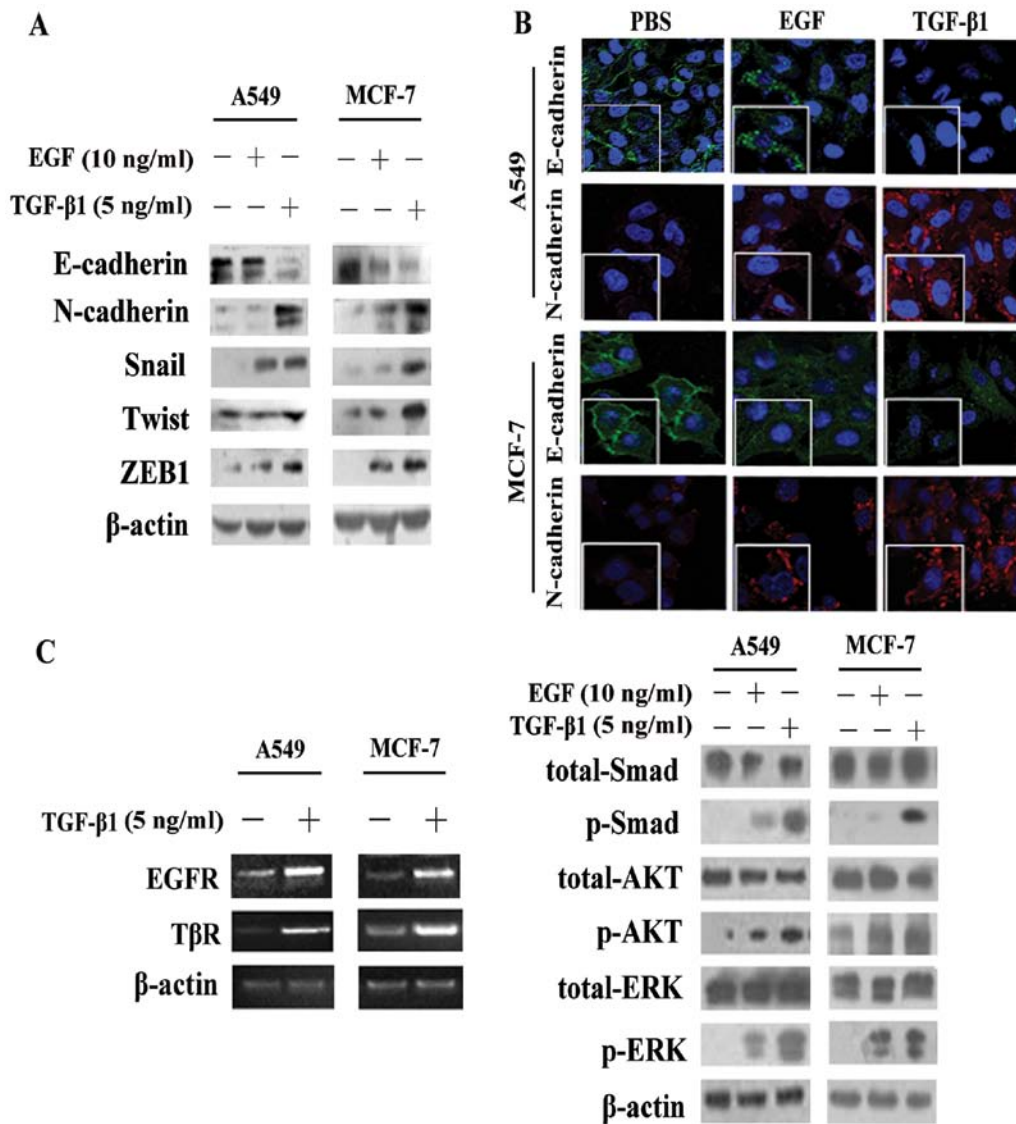 A
A549 MCF-7
EGF (10 ng/ml) − + − − + −
TGF-β1 (5 ng/ml) − − + − − +
E-cadherin
N-cadherin
Snail
Twist
ZEB1
β-actin
B
PBS EGF TGF-β1
A549
E-cadherin
N-cadherin
MCF-7
E-cadherin
N-cadherin
C
A549 MCF-7
TGF-β1 (5 ng/ml) − + − +
EGFR
TβR
β-actin
A549 MCF-7
EGF (10 ng/ml) − + − − + −
TGF-β1 (5 ng/ml) − − + − − +
total-Smad
p-Smad
total-AKT
p-AKT
total-ERK
p-ERK
β-actin